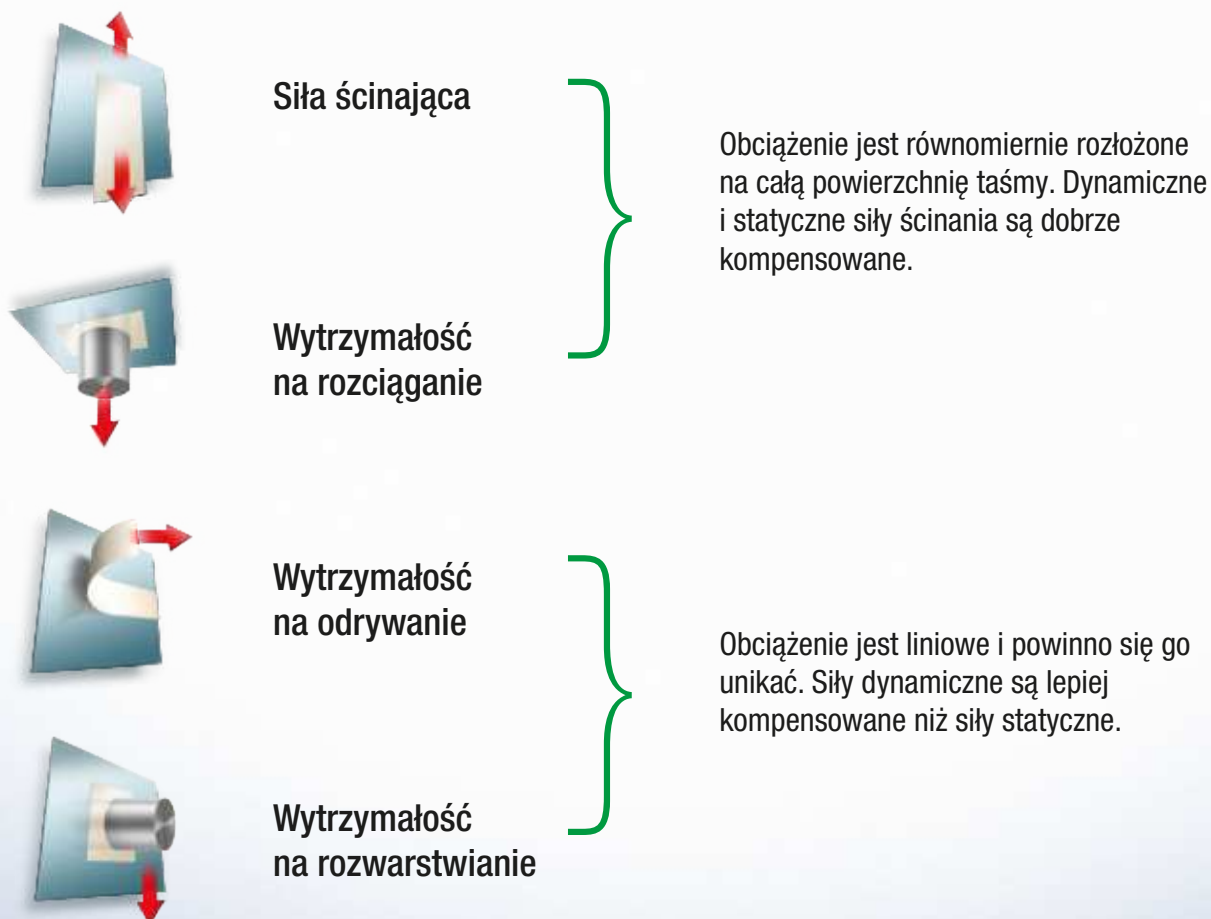 Siła ścinająca
Wytrzymałość
na rozciąganie
Obciążenie jest równomiernie rozłożone
na całą powierzchnię taśmy. Dynamiczne
i statyczne siły ścinania są dobrze
kompensowane.
Wytrzymałość
na odrywanie
Wytrzymałość
na rozwarstwianie
Obciążenie jest liniowe i powinno się go
unikać. Siły dynamiczne są lepiej
kompensowane niż siły statyczne.